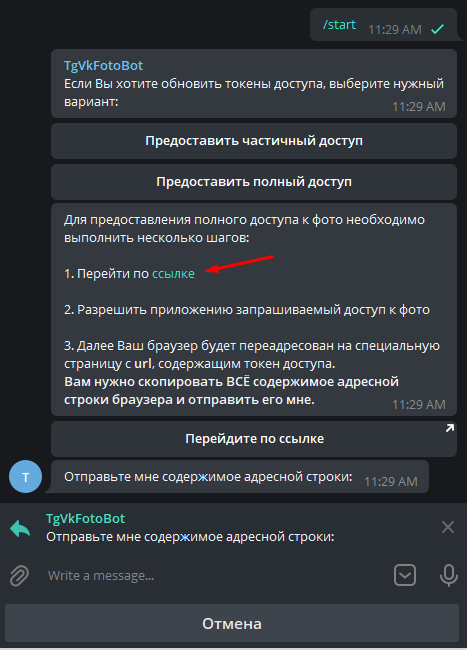 /start 11:29 AM
TgVkFotoBot
Если Вы хотите обновить токены доступа, выберите нужный
вариант: 11:29 AM
Предоставить частичный доступ
Предоставить полный доступ
Для предоставления полного доступа к фото необходимо
выполнить несколько шагов:
1. Перейти по ссылке
2. Разрешить приложению запрашиваемый доступ к фото
3. Далее Ваш браузер будет переадресован на специальную
страницу с url, содержащим токен доступа.
Вам нужно скопировать ВСЁ содержимое адресной
строки браузера и отправить его мне. 11:29 AM
Перейдите по ссылке
T
Отправьте мне содержимое адресной строки: 11:29 AM
TgVkFotoBot
Отправьте мне содержимое адресной строки:
Write a message...
Отмена